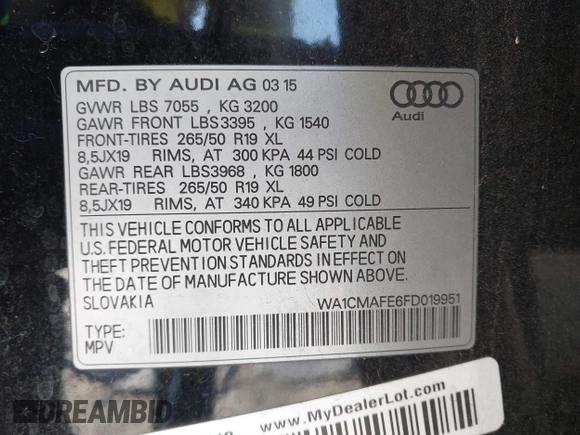 MFD. BY AUDI AG 03 15
GVWR LBS 7055 , KG 3200
GAWR FRONT LBS3395 , KG 1540
FRONT-TIRES 265/50 R19 XL
8,5JX19 RIMS, AT 300 KPA 44 PSI COLD
GAWR REAR LBS3968 , KG 1800
REAR-TIRES 265/50 R19 XL
8,5JX19 RIMS, AT 340 KPA 49 PSI COLD
Audi
THIS VEHICLE CONFORMS TO ALL APPLICABLE
U.S. FEDERAL MOTOR VEHICLE SAFETY AND
THEFT PREVENTION STANDARDS IN EFFECT ON
THE DATE OF MANUFACTURE SHOWN ABOVE.
SLOVAKIA WA1CMAFE6FD019951
TYPE:
MPV
www.MyDealerLot.com
DREAMBID